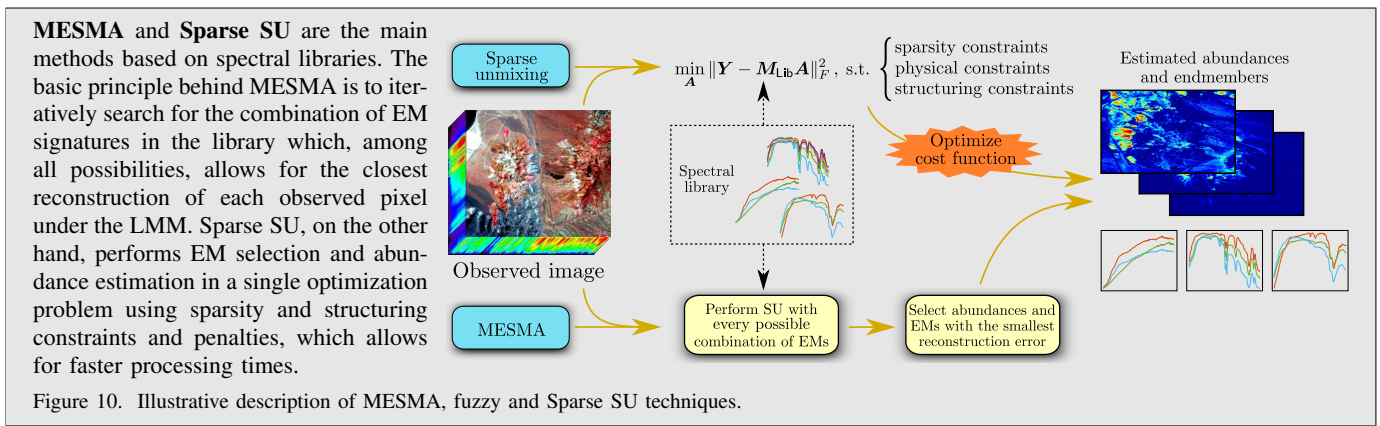 MESMA and Sparse SU are the main
methods based on spectral libraries. The
basic principle behind MESMA is to iter-
atively search for the combination of EM
signatures in the library which, among
all possibilities, allows for the closest
reconstruction of each observed pixel
under the LMM. Sparse SU, on the other
hand, performs EM selection and abun-
dance estimation in a single optimization
problem using sparsity and structuring
constraints and penalties, which allows
for faster processing times.
Sparse
unmixing
min_A ‖Y − M_Lib A‖²_F , s.t.
sparsity constraints
physical constraints
structuring constraints
Optimize
cost function
Estimated abundances
and endmembers
Spectral
library
Observed image
MESMA
Perform SU with
every possible
combination of EMs
Select abundances and
EMs with the smallest
reconstruction error
Figure 10. Illustrative description of MESMA, fuzzy and Sparse SU techniques.